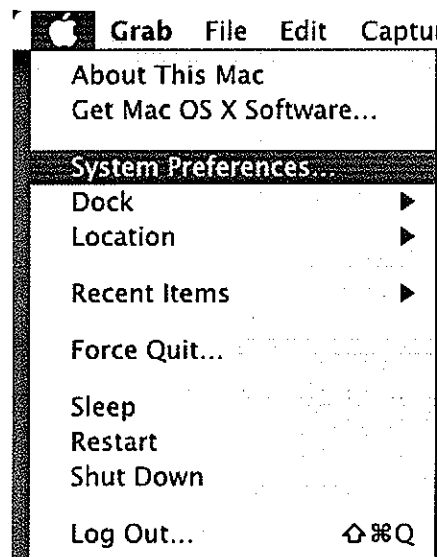 Grab File Edit Captu
About This Mac
Get Mac OS X Software...
System Preferences...
Dock
Location
Recent Items
Force Quit...
Sleep
Restart
Shut Down
Log Out... ⇧⌘Q